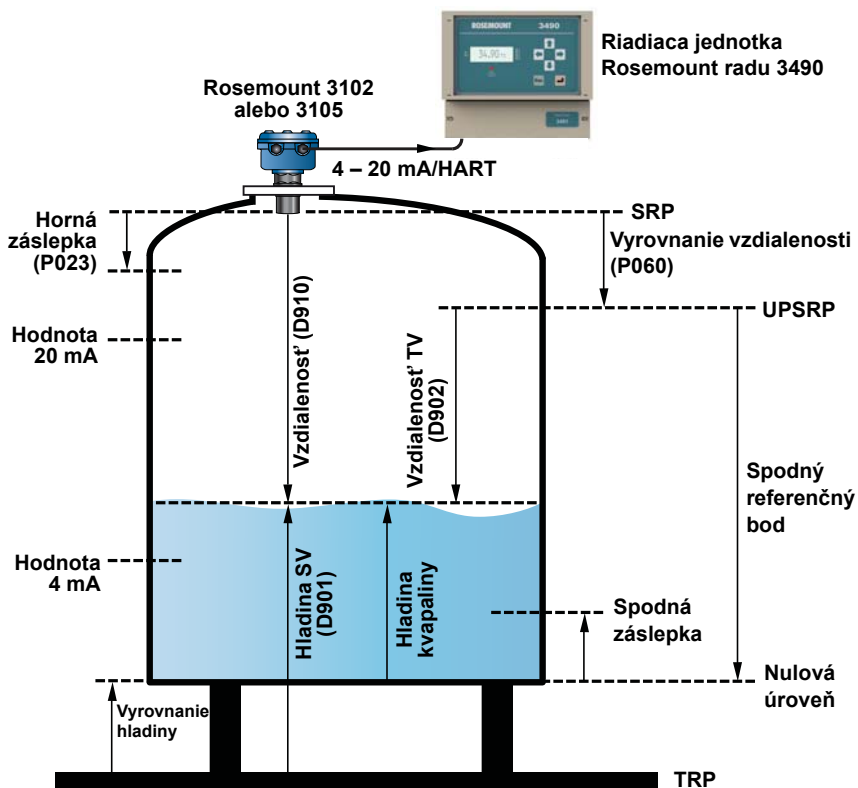 ROSEMOUNT
3490
34.90
Riadiaca jednotka
Rosemount radu 3490
Rosemount 3102
alebo 3105
4 – 20 mA/HART
Horná
záslepka
(P023)
SRP
Vyrovnanie vzdialenosti
(P060)
UPSRP
Hodnota
20 mA
Vzdialenosť (D910)
Vzdialenosť TV
(D902)
Spodný
referenčný
bod
Hodnota
4 mA
Hladina SV
(D901)
Hladina
kvapaliny
Spodná
záslepka
Nulová
úroveň
Vyrovnanie
hladiny
TRP